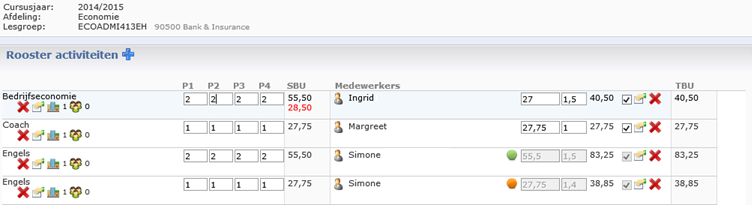 Cursusjaar: 2014/2015
Afdeling: Economie
Lesgroep: ECOADMI413EH 90500 Bank & Insurance
Rooster activiteiten
P1 P2 P3 P4 SBU Medewerkers TBU
Bedrijfseconomie 2 2 2 2 55,50 Ingrid 27 1,5 40,50 40,50
1 0 28,50
Coach 1 1 1 1 27,75 Margreet 27,75 1 27,75 27,75
1 0
Engels 2 2 2 2 55,50 Simone 55,5 1,5 83,25 83,25
1 0
Engels 1 1 1 1 27,75 Simone 27,75 1,4 38,85 38,85
1 0